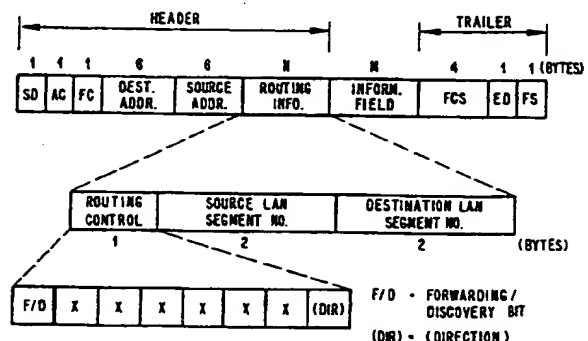 HEADER
TRAILER
1 1 1 6 6 N N 4 1 1 (BYTES)
SD AC FC DEST. ADDR. SOURCE ADDR. ROUTING INFO. INFORM. FIELD FCS ED FS
ROUTING CONTROL SOURCE LAN SEGMENT NO. DESTINATION LAN SEGMENT NO.
1 2 2 (BYTES)
F/D X X X X X X (DIR)
F/D - FORWARDING/
DISCOVERY BIT
(DIR) - (DIRECTION)